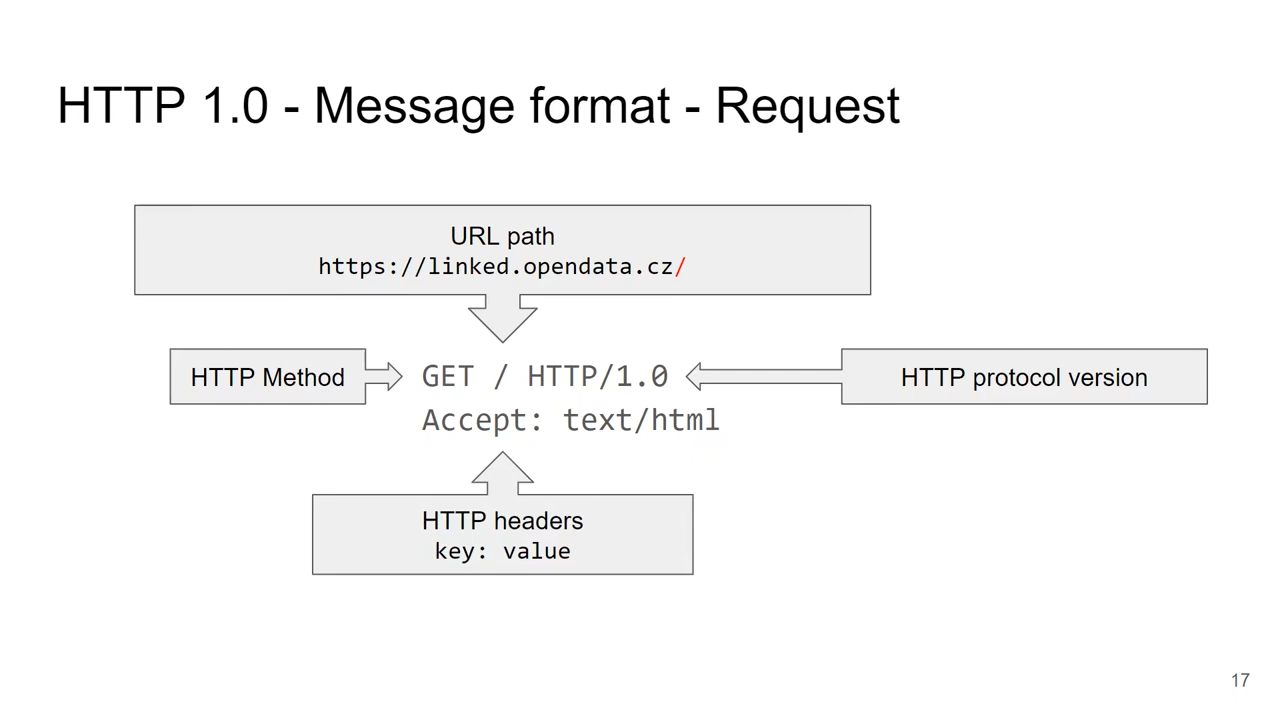 HTTP 1.0 - Message format - Request
URL path
https://linked.opendata.cz/
HTTP Method
GET / HTTP/1.0
HTTP protocol version
Accept: text/html
HTTP headers
key: value
17